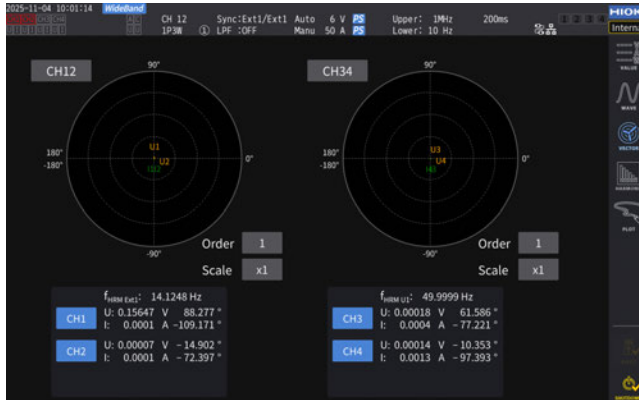 2025-11-04 10:01:14 WideBand
CH 12 Sync:Ext1/Ext1 Auto 6 V PS Upper: 1MHz 200ms
1P3W ① LPF :OFF Manu 50 A PS Lower: 10 Hz
HIOKI
Interna
VALUE
WAVE
VECTOR
HARMONIC
PLOT
CH12
90°
180°
-180°
0°
-90°
U1
U2
Order 1
Scale x1
fHRM Ext1: 14.1248 Hz
CH1 U: 0.15647 V 88.277 °
I: 0.0001 A -109.171 °
CH2 U: 0.00007 V - 14.902 °
I: 0.0001 A - 72.397 °
CH34
90°
180°
-180°
0°
-90°
U3
U4
Order 1
Scale x1
fHRM U1: 49.9999 Hz
CH3 U: 0.00018 V 61.586 °
I: 0.0004 A - 77.221 °
CH4 U: 0.00014 V - 10.353 °
I: 0.0013 A - 97.393 °